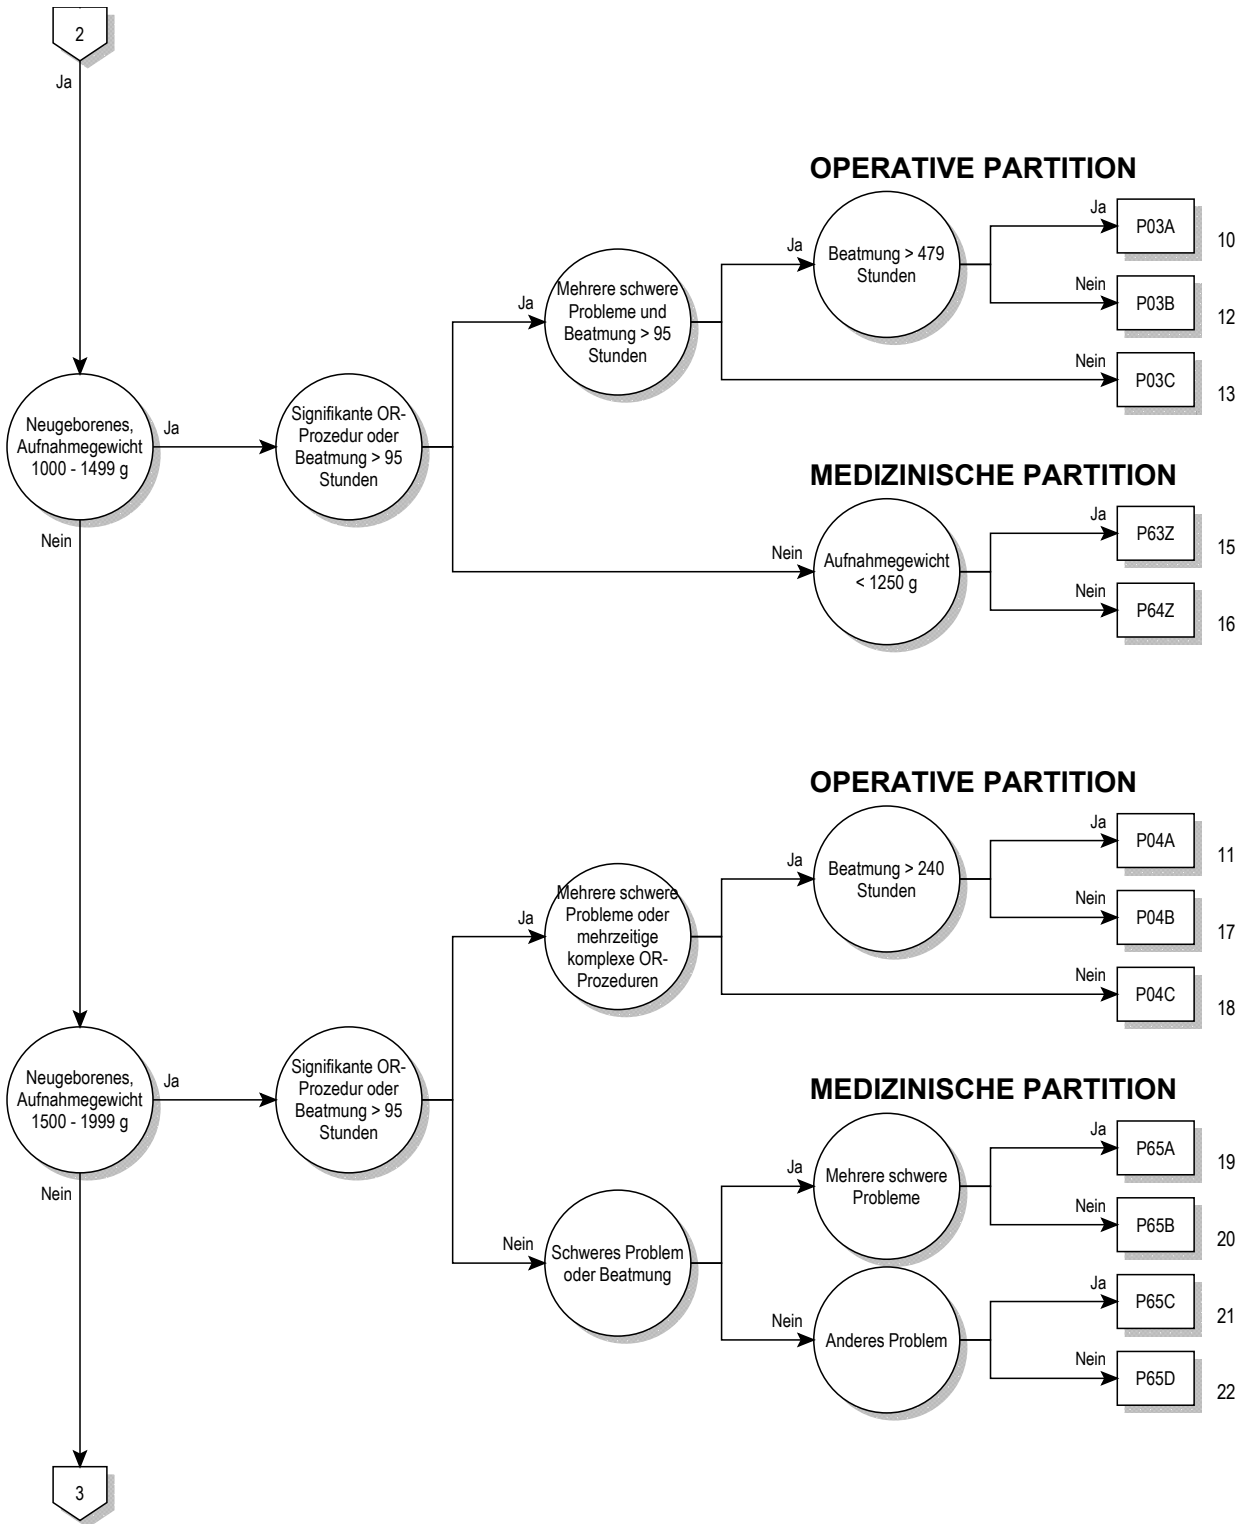 2
Ja
OPERATIVE PARTITION
Ja
P03A
10
Ja
Beatmung > 479
Stunden
Nein
P03B
12
Ja
Mehrere schwere
Probleme und
Beatmung > 95
Stunden
Nein
P03C
13
Neugeborenes,
Aufnahmegewicht
1000 - 1499 g
Ja
Signifikante OR-
Prozedur oder
Beatmung > 95
Stunden
MEDIZINISCHE PARTITION
Ja
P63Z
15
Nein
Nein
Aufnahmegewicht
< 1250 g
Nein
P64Z
16
OPERATIVE PARTITION
Ja
P04A
11
Ja
Beatmung > 240
Stunden
Nein
P04B
17
Ja
Mehrere schwere
Probleme oder
mehrzeitige
komplexe OR-
Prozeduren
Nein
P04C
18
Neugeborenes,
Aufnahmegewicht
1500 - 1999 g
Ja
Signifikante OR-
Prozedur oder
Beatmung > 95
Stunden
MEDIZINISCHE PARTITION
Ja
P65A
19
Nein
Ja
Mehrere schwere
Probleme
Nein
P65B
20
Nein
Schweres Problem
oder Beatmung
Ja
P65C
21
Nein
Anderes Problem
Nein
P65D
22
3